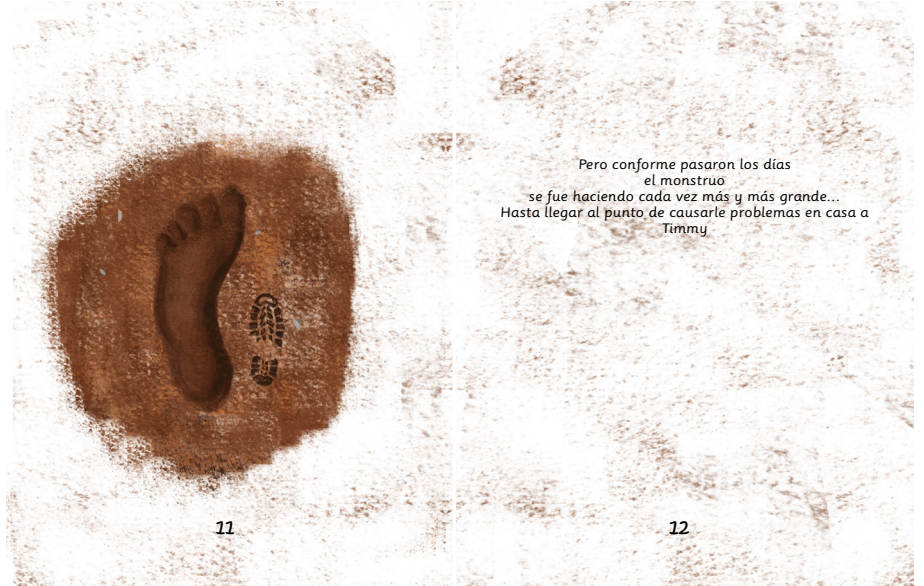 Pero conforme pasaron los días
el monstruo
se fue haciendo cada vez más y más grande...
Hasta llegar al punto de causarle problemas en casa a
Timmy
11
12